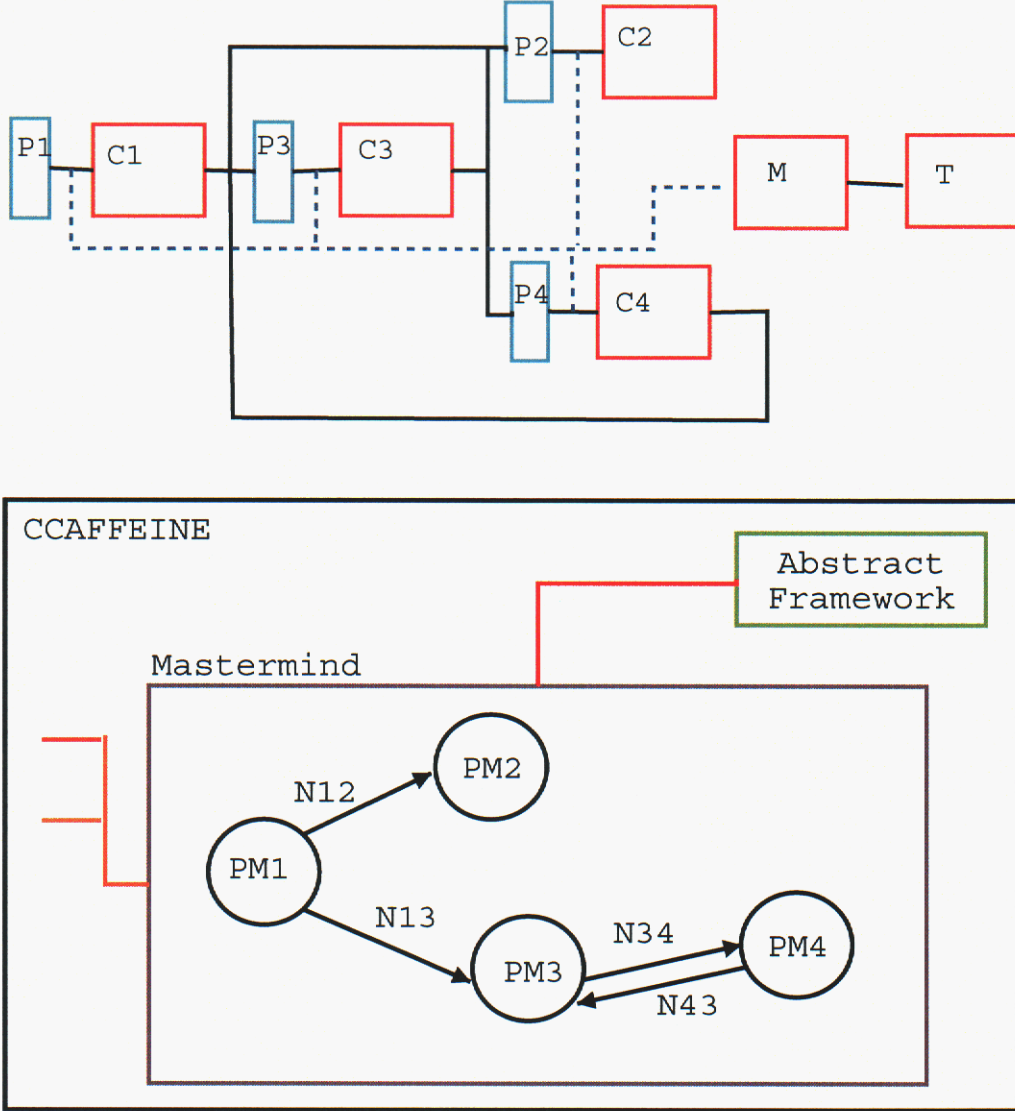 P2
C2
P1
C1
P3
C3
M
T
P4
C4
CCAFFEINE
Abstract
Framework
Mastermind
PM2
N12
PM1
N13
N34
PM4
PM3
N43